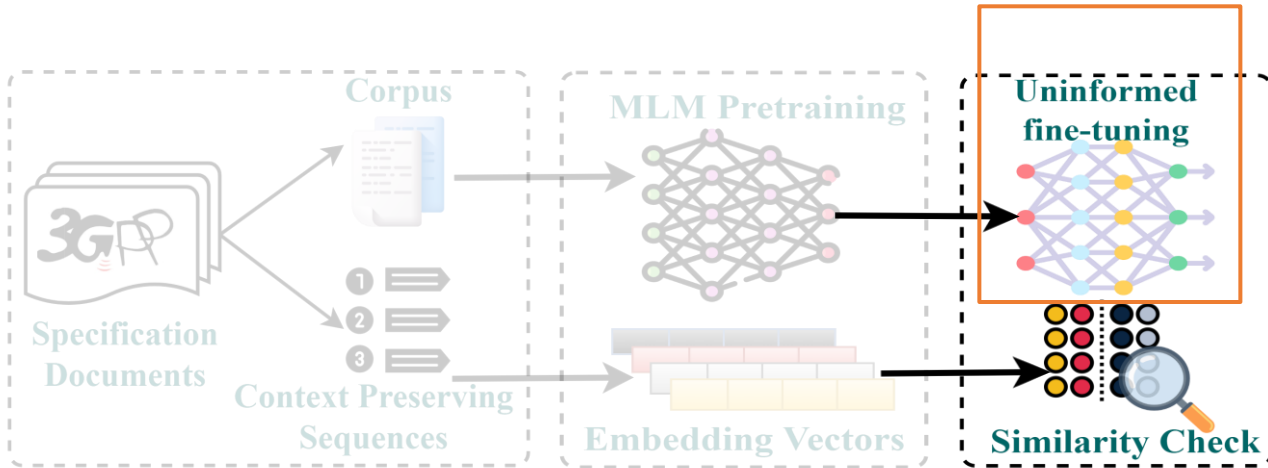 Corpus
3GPP
1
2
3
Specification
Documents
Context Preserving
Sequences
MLM Pretraining
Embedding Vectors
Uninformed
fine-tuning
Similarity Check